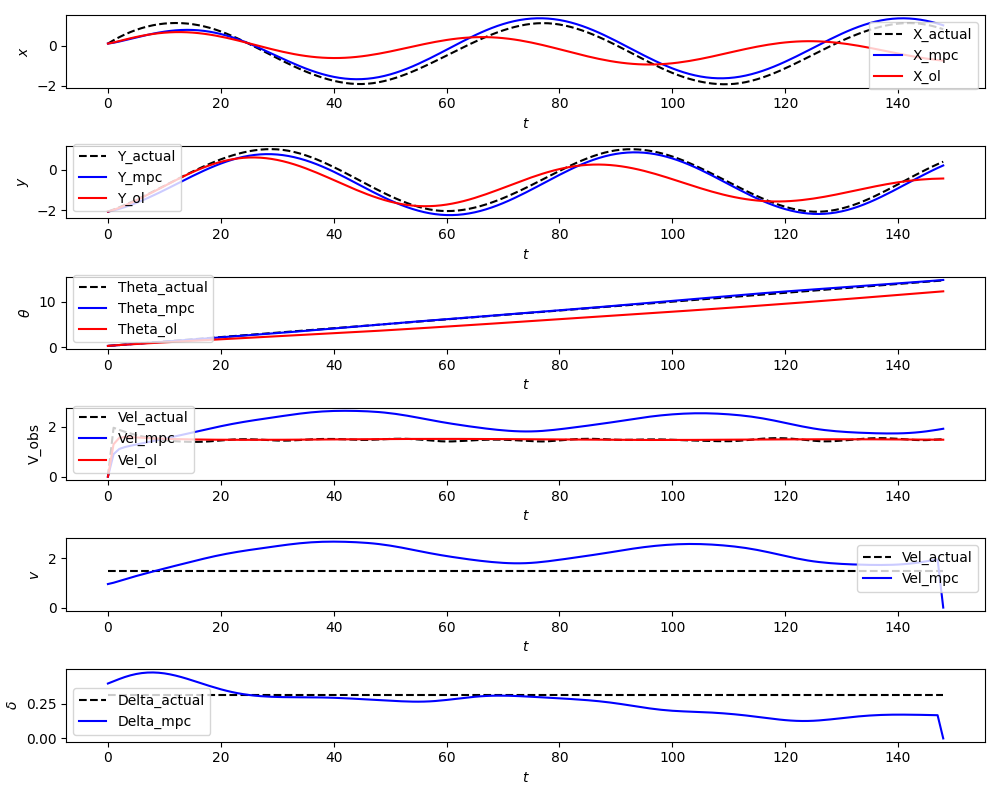 0
−2
x
X_actual
X_mpc
X_ol
0 20 40 60 80 100 120 140
t
0
−2
y
Y_actual
Y_mpc
Y_ol
0 20 40 60 80 100 120 140
t
10
0
θ
Theta_actual
Theta_mpc
Theta_ol
0 20 40 60 80 100 120 140
t
2
0
V_obs
Vel_actual
Vel_mpc
Vel_ol
0 20 40 60 80 100 120 140
t
2
0
v
Vel_actual
Vel_mpc
0 20 40 60 80 100 120 140
t
0.25
0.00
δ
Delta_actual
Delta_mpc
0 20 40 60 80 100 120 140
t